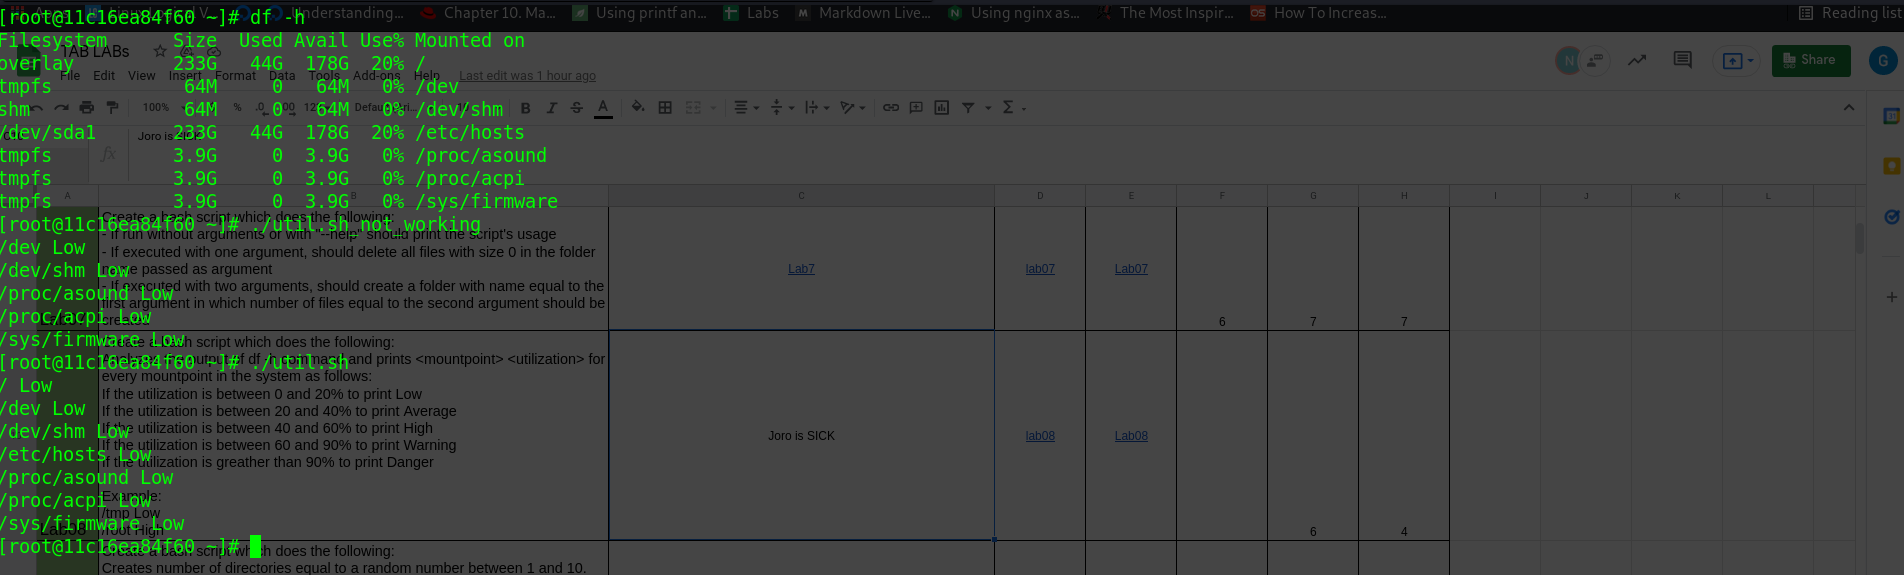 [root@11c16ea84f60 ~]# df -h
Understanding...
Chapter 10. Ma...
Using printf an...
Labs
Markdown Live...
Using nginx as...
The Most Inspir...
How To Increas...
Reading list
Filesystem Size Used Avail Use% Mounted on
TAB LABs
overlay 233G 44G 178G 20% /
File Edit View Insert Format Data Tools Add-ons Help Last edit was 1 hour ago
Share
N
G
tmpfs 64M 0 64M 0% /dev
100% % .0 .00
shm 64M 0 64M 0% /dev/shm
/dev/sda1 233G 44G 178G 20% /etc/hosts
fx
tmpfs 3.9G 0 3.9G 0% /proc/asound
tmpfs 3.9G 0 3.9G 0% /proc/acpi
A B C D E F G H I J K L
tmpfs 3.9G 0 3.9G 0% /sys/firmware
Create a bash script which does the following:
[root@11c16ea84f60 ~]# ./util.sh not_working
- If run without arguments or with "--help" should print the script's usage
/dev Low
- If executed with one argument, should delete all files with size 0 in the folder
/dev/shm Low
passed as argument
Lab7
lab07
Lab07
- If executed with two arguments, should create a folder with name equal to the
/proc/asound Low
first argument in which number of files equal to the second argument should be
/proc/acpi Low
created
6
7
7
/sys/firmware Low
Create a bash script which does the following:
[root@11c16ea84f60 ~]# ./util.sh
and prints <mountpoint> <utilization> for
every mountpoint in the system as follows:
/ Low
If the utilization is between 0 and 20% to print Low
/dev Low
If the utilization is between 20 and 40% to print Average
/dev/shm Low
If the utilization is between 40 and 60% to print High
Joro is SICK
lab08
Lab08
If the utilization is between 60 and 90% to print Warning
/etc/hosts Low
If the utilization is greather than 90% to print Danger
/proc/asound Low
Example:
/proc/acpi Low
/tmp Low
/sys/firmware Low
/root High
Lab08
6
4
[root@11c16ea84f60 ~]#
Create a bash script which does the following:
Creates number of directories equal to a random number between 1 and 10.